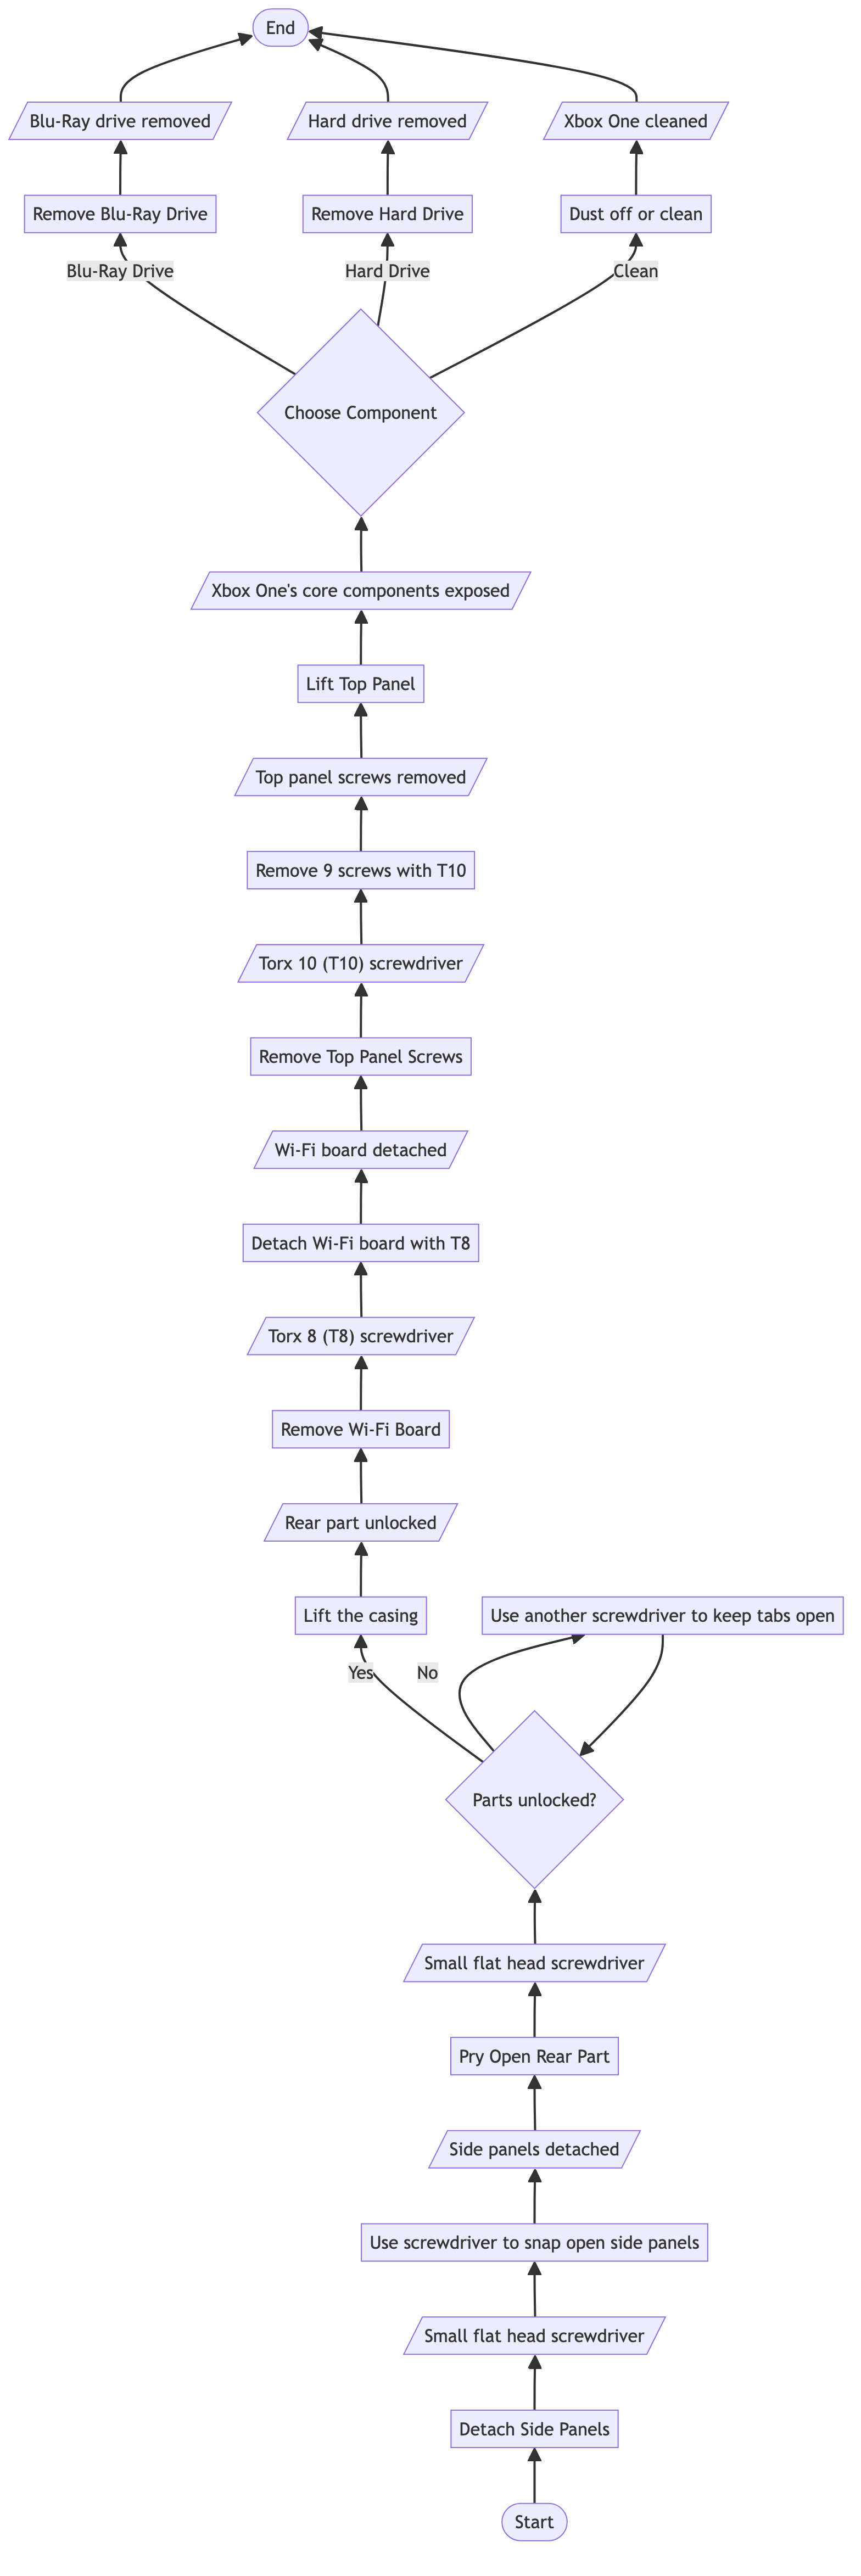 End
Blu-Ray drive removed
Hard drive removed
Xbox One cleaned
Remove Blu-Ray Drive
Remove Hard Drive
Dust off or clean
Blu-Ray Drive
Hard Drive
Clean
Choose Component
Xbox One's core components exposed
Lift Top Panel
Top panel screws removed
Remove 9 screws with T10
Torx 10 (T10) screwdriver
Remove Top Panel Screws
Wi-Fi board detached
Detach Wi-Fi board with T8
Torx 8 (T8) screwdriver
Remove Wi-Fi Board
Rear part unlocked
Lift the casing
Use another screwdriver to keep tabs open
Yes
No
Parts unlocked?
Small flat head screwdriver
Pry Open Rear Part
Side panels detached
Use screwdriver to snap open side panels
Small flat head screwdriver
Detach Side Panels
Start